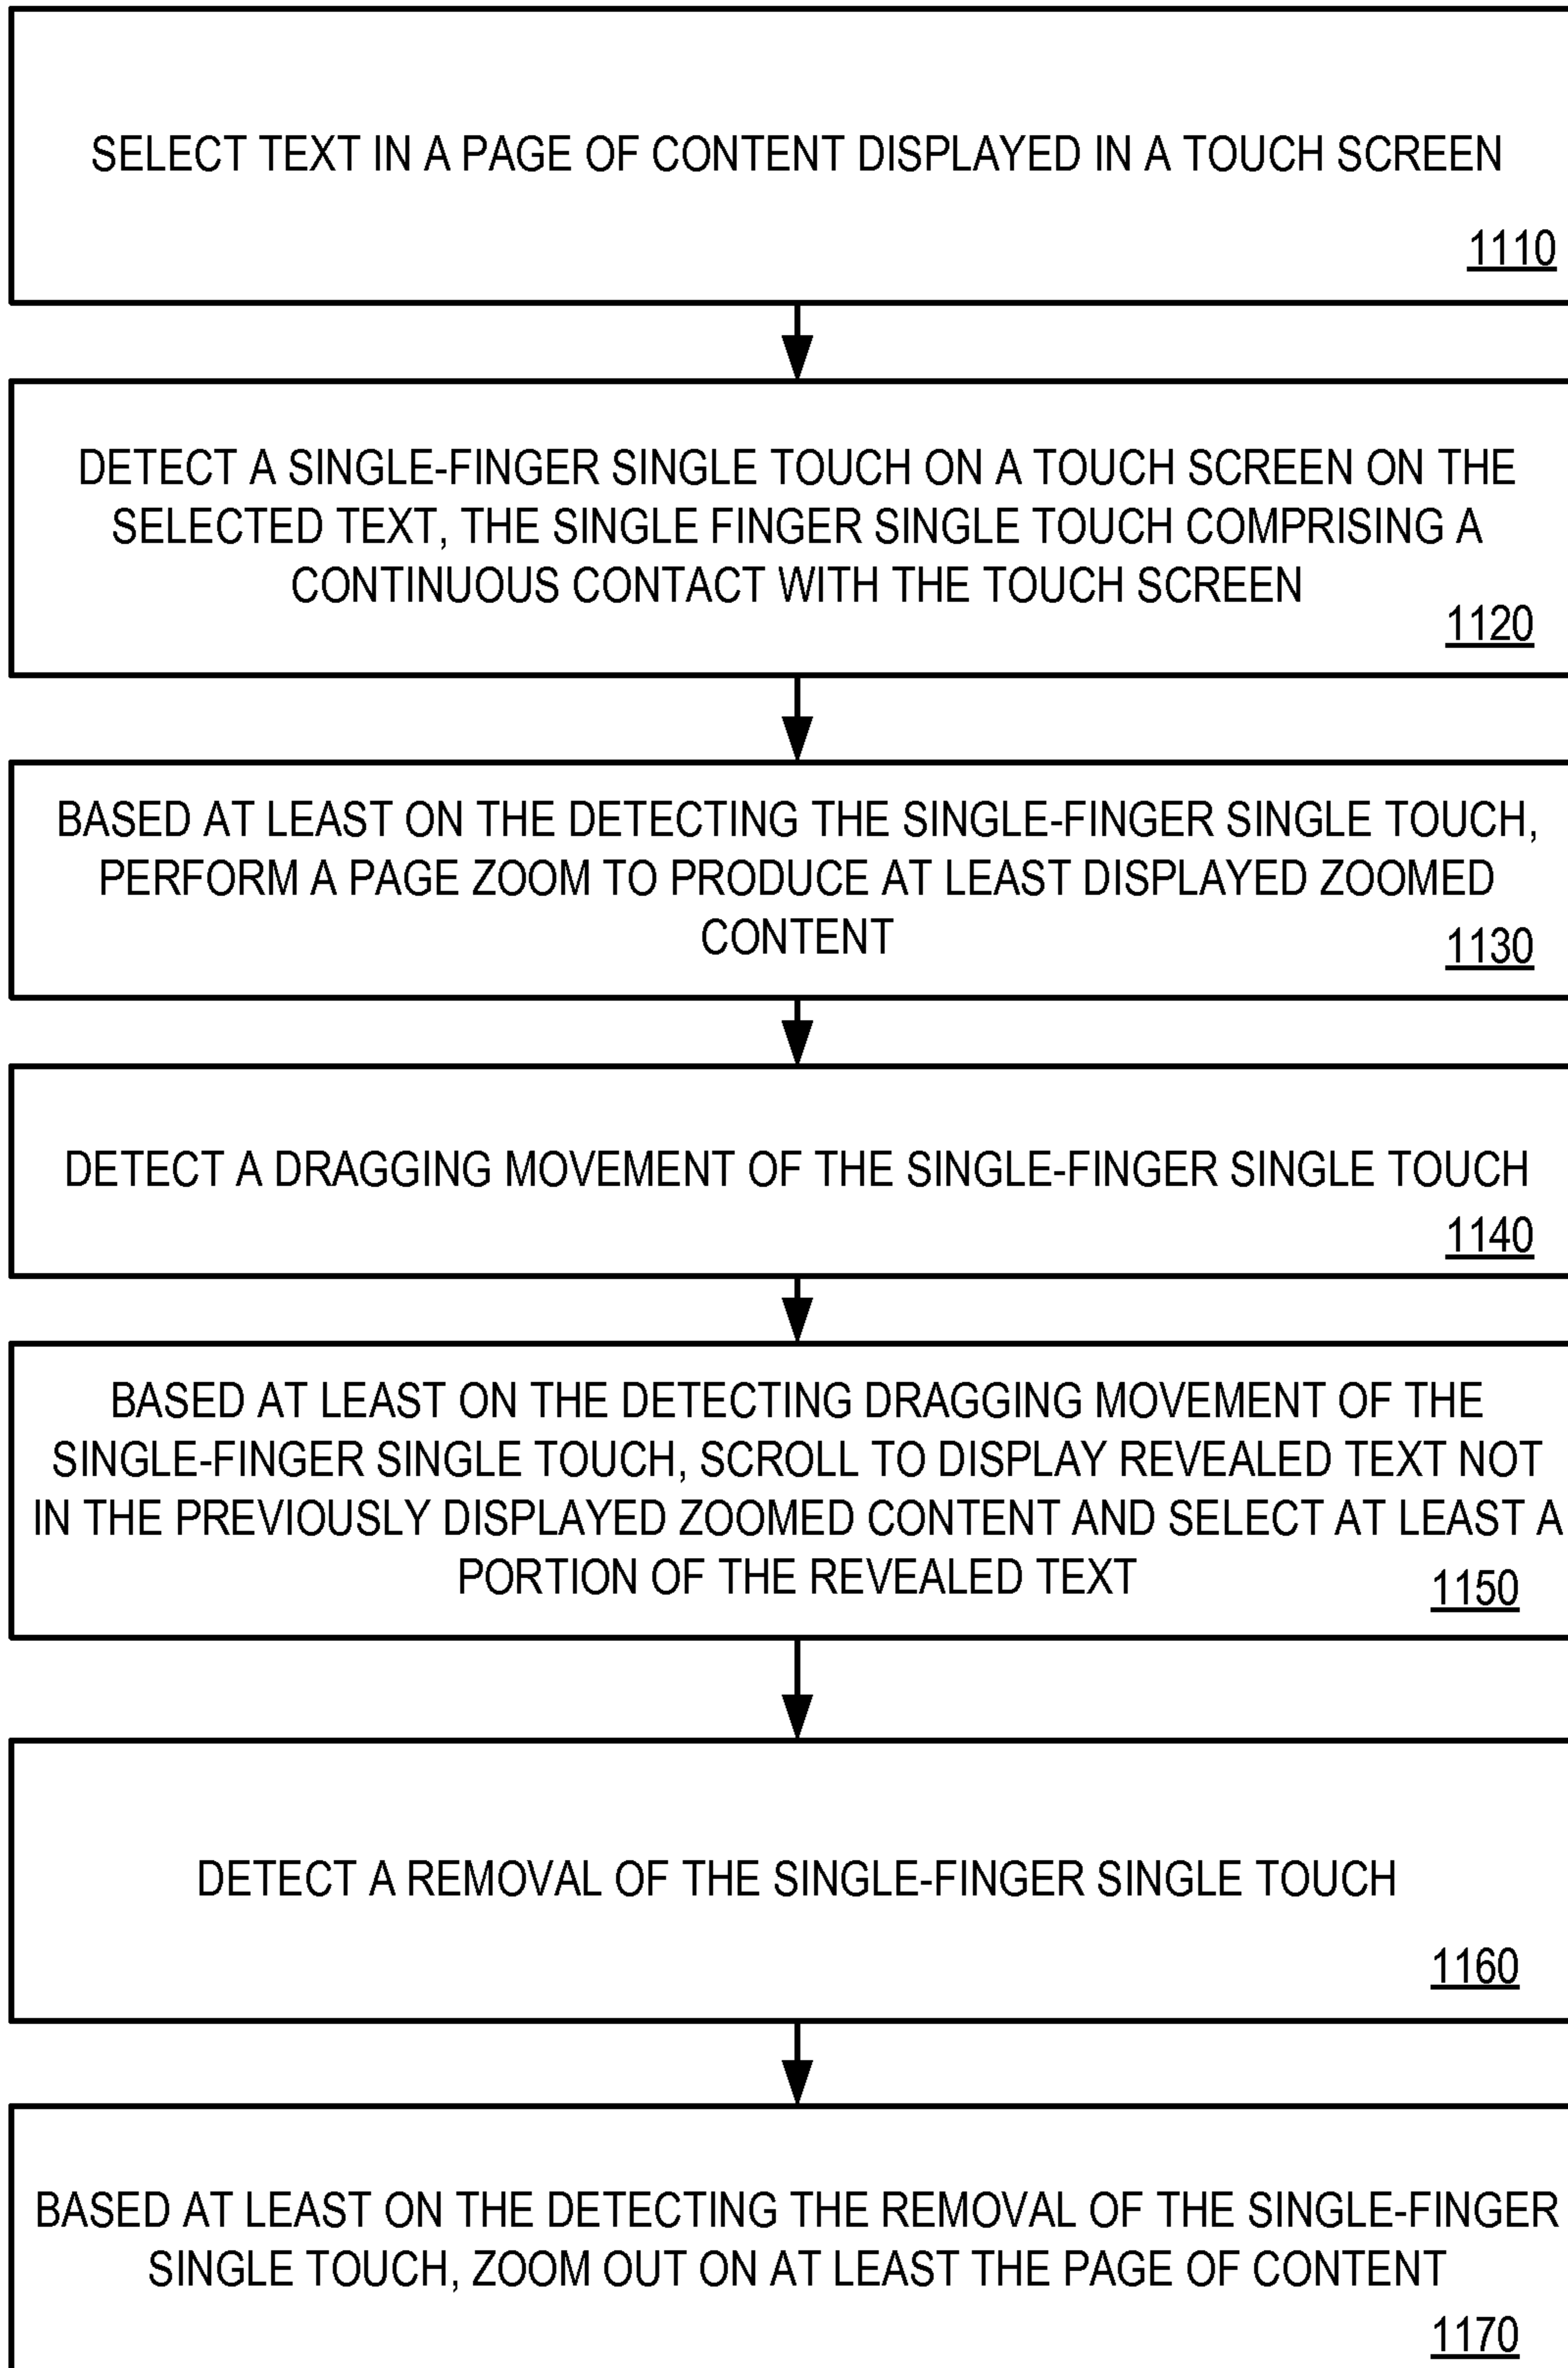 SELECT TEXT IN A PAGE OF CONTENT DISPLAYED IN A TOUCH SCREEN
1110
DETECT A SINGLE-FINGER SINGLE TOUCH ON A TOUCH SCREEN ON THE
SELECTED TEXT, THE SINGLE FINGER SINGLE TOUCH COMPRISING A
CONTINUOUS CONTACT WITH THE TOUCH SCREEN
1120
BASED AT LEAST ON THE DETECTING THE SINGLE-FINGER SINGLE TOUCH,
PERFORM A PAGE ZOOM TO PRODUCE AT LEAST DISPLAYED ZOOMED
CONTENT
1130
DETECT A DRAGGING MOVEMENT OF THE SINGLE-FINGER SINGLE TOUCH
1140
BASED AT LEAST ON THE DETECTING DRAGGING MOVEMENT OF THE
SINGLE-FINGER SINGLE TOUCH, SCROLL TO DISPLAY REVEALED TEXT NOT
IN THE PREVIOUSLY DISPLAYED ZOOMED CONTENT AND SELECT AT LEAST A
PORTION OF THE REVEALED TEXT
1150
DETECT A REMOVAL OF THE SINGLE-FINGER SINGLE TOUCH
1160
BASED AT LEAST ON THE DETECTING THE REMOVAL OF THE SINGLE-FINGER
SINGLE TOUCH, ZOOM OUT ON AT LEAST THE PAGE OF CONTENT
1170